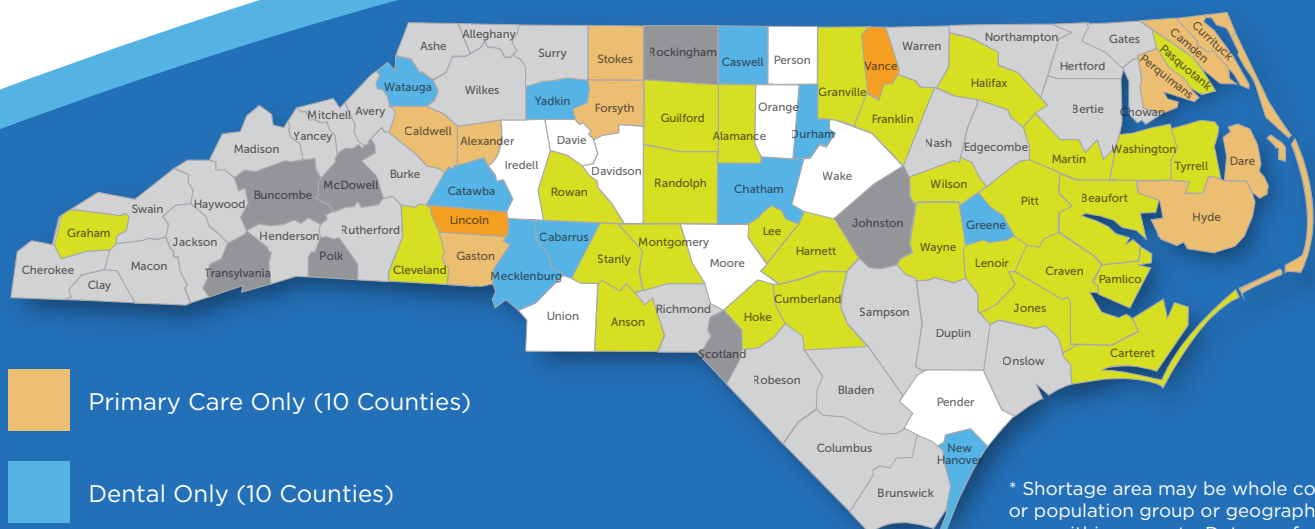 Ashe
Alleghany
Surry
Stokes
Rockingham
Caswell
Person
Granville
Vance
Warren
Northampton
Gates
Currituck
Camden
Pasquotank
Perquimans
Chowan
Hertford
Bertie
Halifax
Franklin
Watauga
Wilkes
Yadkin
Forsyth
Guilford
Alamance
Orange
Durham
Mitchell
Avery
Yancey
Madison
Caldwell
Alexander
Iredell
Davie
Davidson
Randolph
Chatham
Wake
Nash
Edgecombe
Martin
Washington
Tyrrell
Dare
Buncombe
McDowell
Burke
Catawba
Rowan
Wilson
Pitt
Beaufort
Hyde
Swain
Haywood
Graham
Jackson
Henderson
Rutherford
Lincoln
Cabarrus
Montgomery
Lee
Harnett
Johnston
Wayne
Greene
Lenoir
Craven
Pamlico
Cherokee
Macon
Clay
Transylvania
Polk
Cleveland
Gaston
Mecklenburg
Stanly
Moore
Cumberland
Sampson
Duplin
Jones
Carteret
Union
Anson
Richmond
Hoke
Scotland
Robeson
Bladen
Onslow
Pender
Columbus
New
Hanover
Brunswick
Primary Care Only (10 Counties)
Dental Only (10 Counties)
* Shortage area may be whole co
or population group or geograph